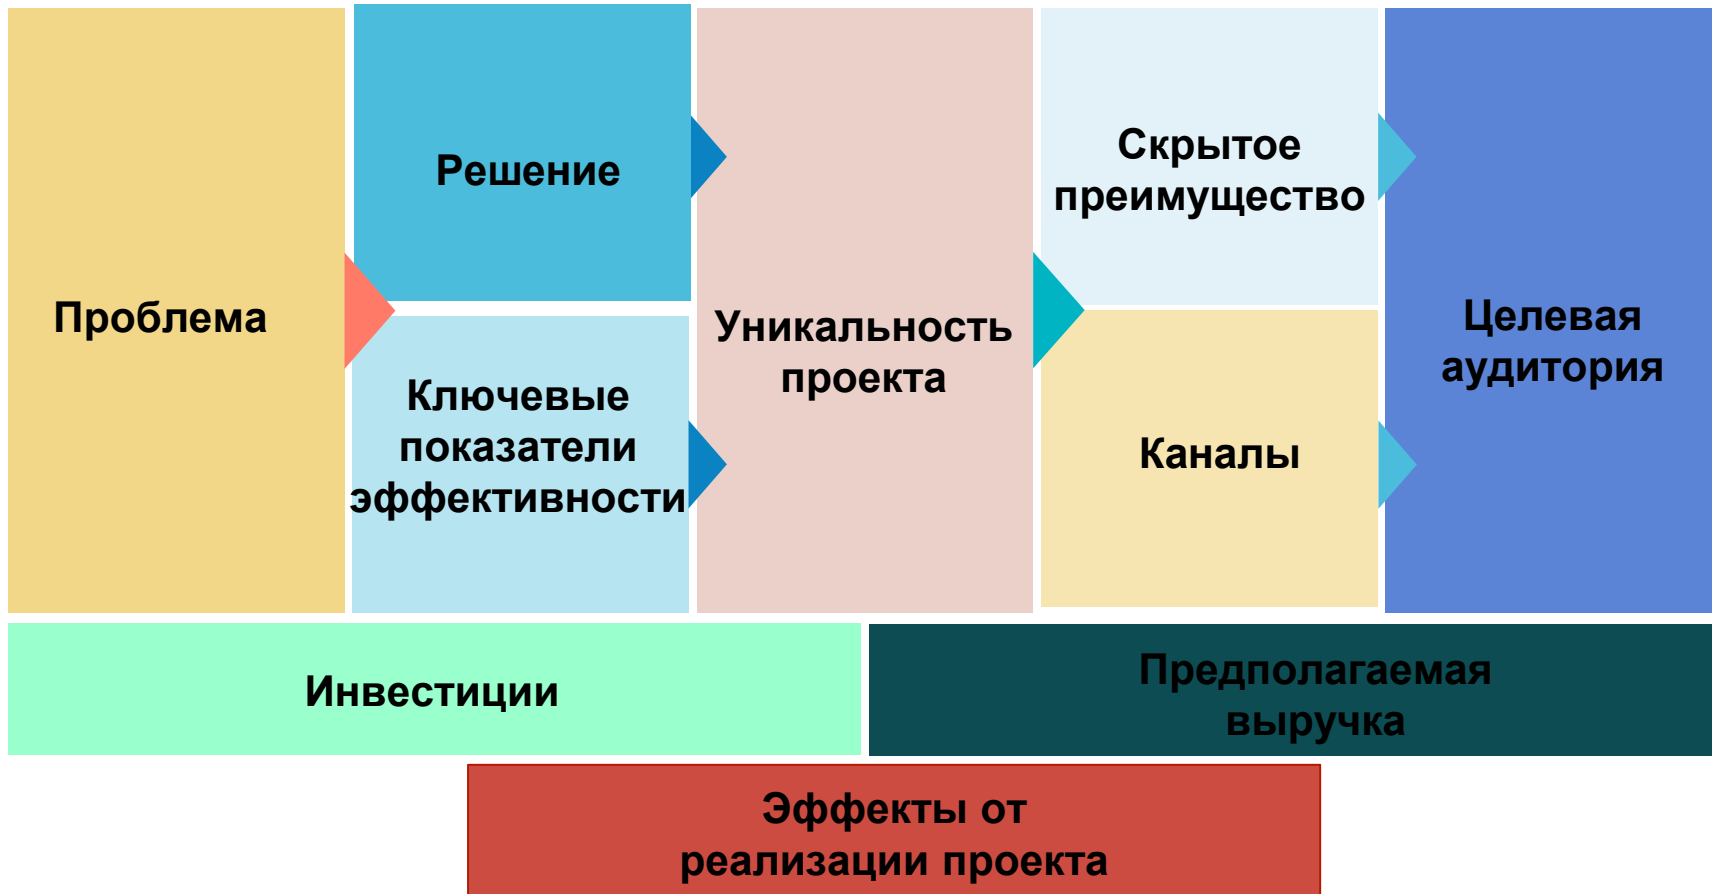 Проблема
Решение
Ключевые
показатели
эффективности
Уникальность
проекта
Скрытое
преимущество
Каналы
Целевая
аудитория
Инвестиции
Предполагаемая
выручка
Эффекты от
реализации проекта